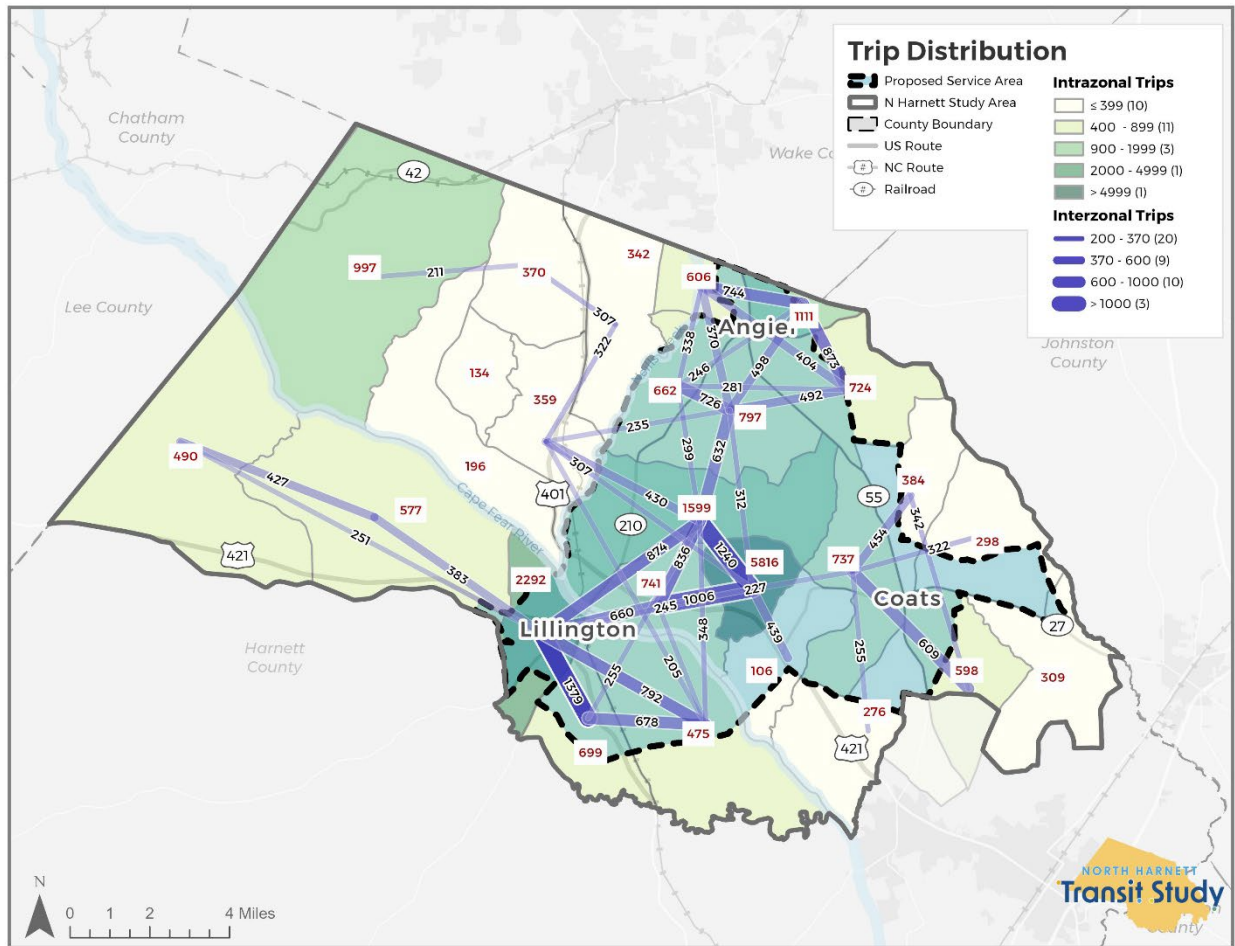 Trip Distribution
Proposed Service Area
N Harnett Study Area
County Boundary
US Route
# NC Route
# Railroad
Intrazonal Trips
≤ 399 (10)
400 - 899 (11)
900 - 1999 (3)
2000 - 4999 (1)
> 4999 (1)
Interzonal Trips
200 - 370 (20)
370 - 600 (9)
600 - 1000 (10)
> 1000 (3)
Chatham
County
Lee County
Harnett
County
Johnston
County
42
997
211
370
342
307
322
134
359
196
490
427
251
577
383
421
401
Cape Fear River
606
744
1111
Angier
338
370
246
498
404
873
662
726
281
724
797
492
235
299
632
312
307
430
210
1599
874
836
1240
5816
741
227
2292
660
245
1006
Lillington
348
439
255
205
1379
792
678
699
475
106
55
384
342
454
322
298
737
Coats
27
255
609
598
309
276
421
N
0 1 2 4 Miles
NORTH HARNETT
Transit Study
County